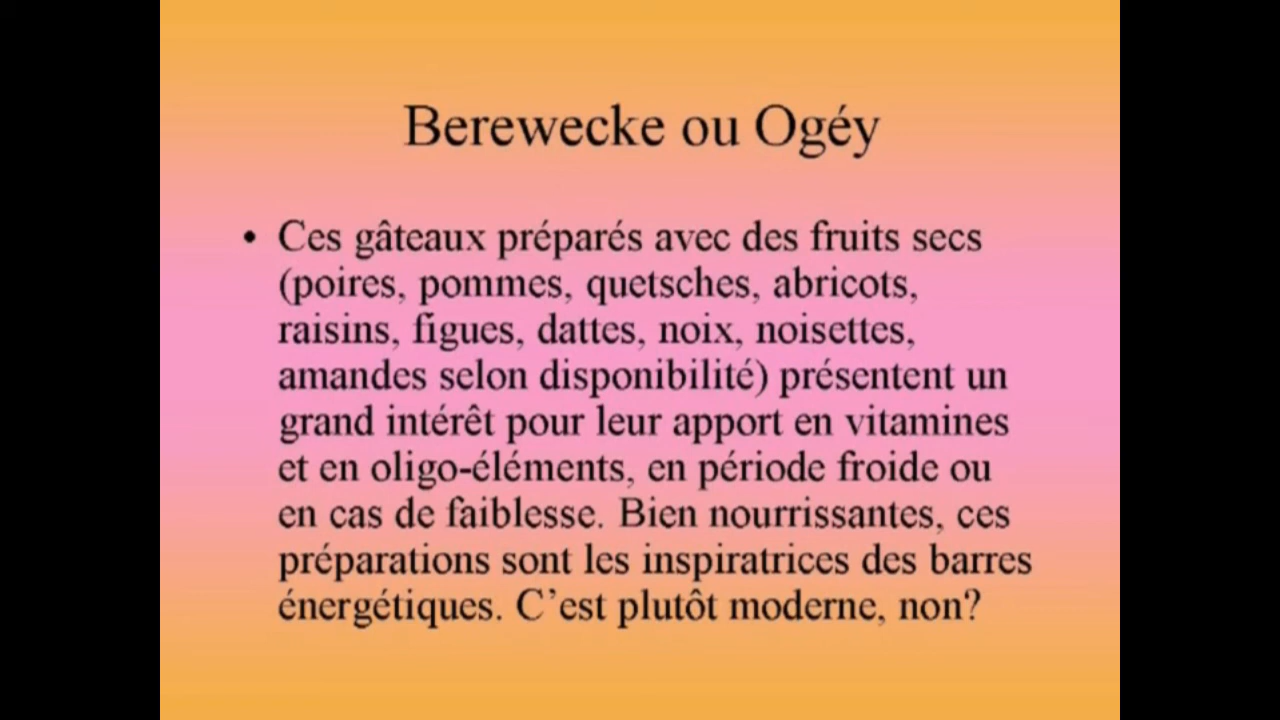 Berewecke ou Ogéy
• Ces gâteaux préparés avec des fruits secs
(poires, pommes, quetsches, abricots,
raisins, figues, dattes, noix, noisettes,
amandes selon disponibilité) présentent un
grand intérêt pour leur apport en vitamines
et en oligo-éléments, en période froide ou
en cas de faiblesse. Bien nourrissantes, ces
préparations sont les inspiratrices des barres
énergétiques. C’est plutôt moderne, non?